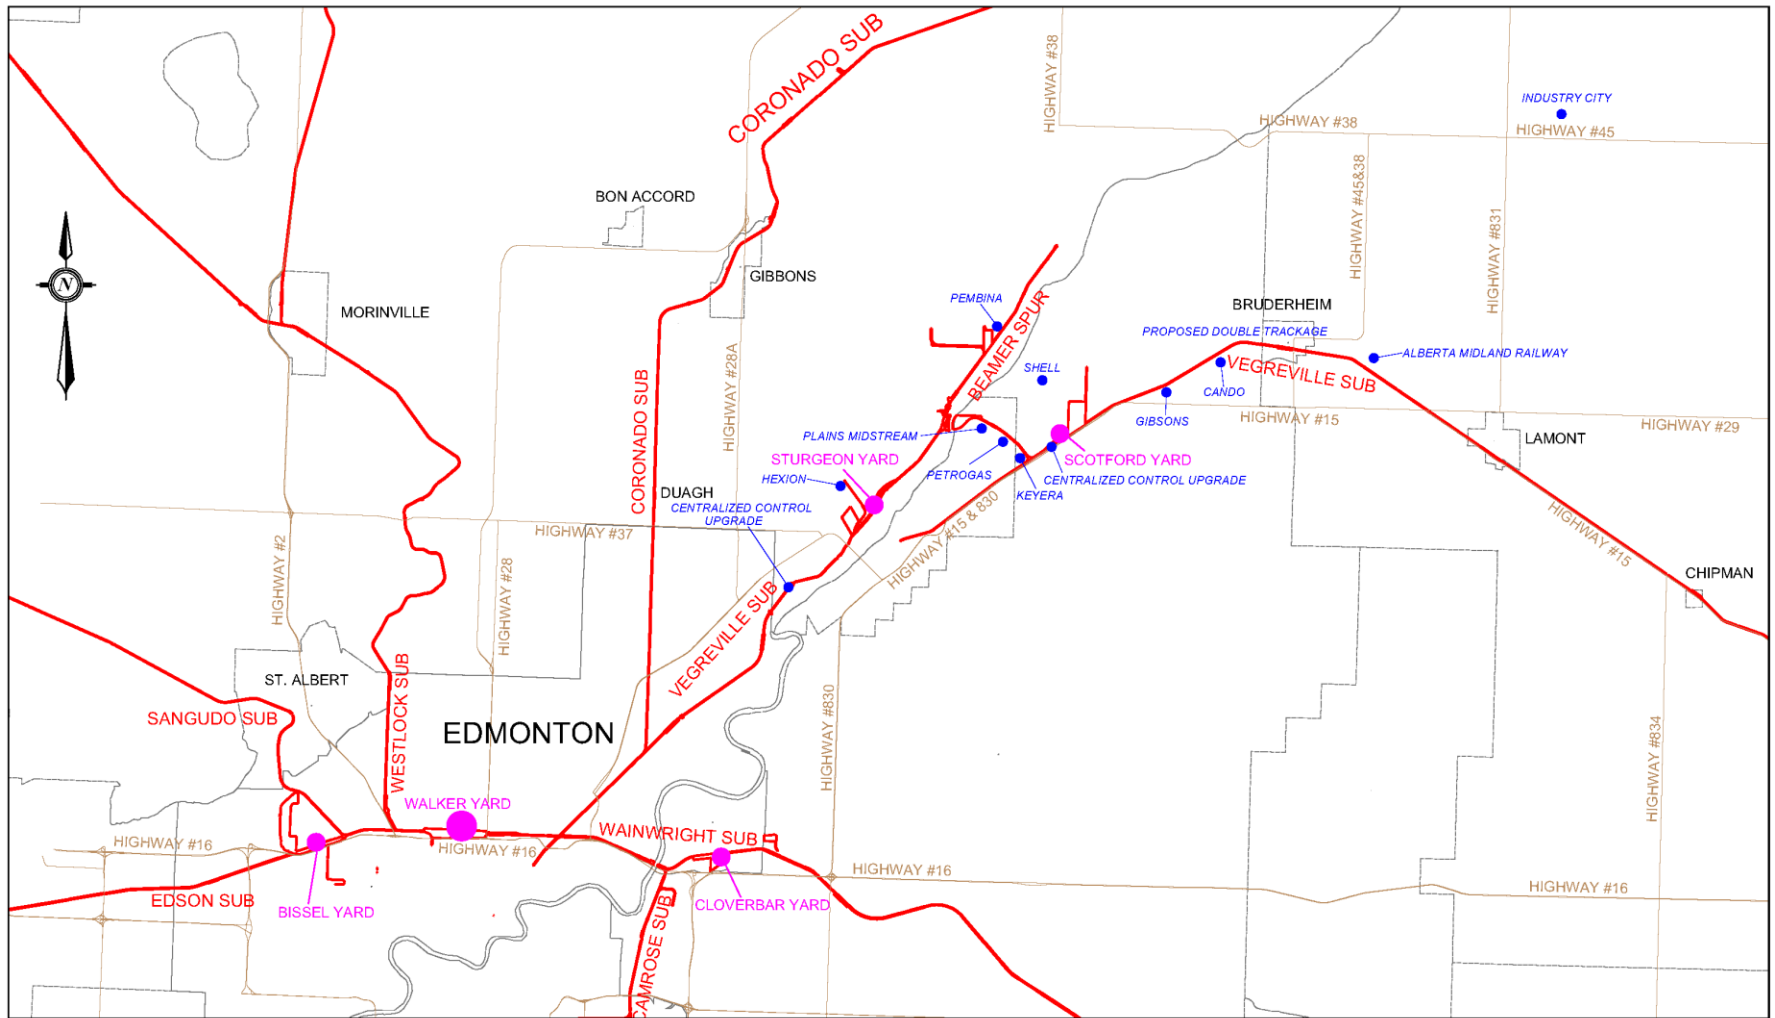 CORONADO SUB
HIGHWAY #38
INDUSTRY CITY
HIGHWAY #38
HIGHWAY #45
BON ACCORD
HIGHWAY #45&38
HIGHWAY #831
N
GIBBONS
MORINVILLE
PEMBINA
BEAMER SPUR
BRUDERHEIM
PROPOSED DOUBLE TRACKAGE
ALBERTA MIDLAND RAILWAY
SHELL
VEGREVILLE SUB
CANDO
HIGHWAY #28A
CORONADO SUB
GIBSONS
HIGHWAY #15
HIGHWAY #29
PLAINS MIDSTREAM
LAMONT
STURGEON YARD
SCOTFORD YARD
PETROGAS
HEXION
CENTRALIZED CONTROL UPGRADE
KEYERA
DUAGH
CENTRALIZED CONTROL
UPGRADE
HIGHWAY #37
HIGHWAY #15 & 830
HIGHWAY #15
HIGHWAY #2
HIGHWAY #28
CHIPMAN
VEGREVILLE SUB
ST. ALBERT
SANGUDO SUB
WESTLOCK SUB
EDMONTON
HIGHWAY #830
HIGHWAY #834
WALKER YARD
WAINWRIGHT SUB
HIGHWAY #16
HIGHWAY #16
HIGHWAY #16
HIGHWAY #16
EDSON SUB
BISSEL YARD
CLOVERBAR YARD
CAMROSE SUB